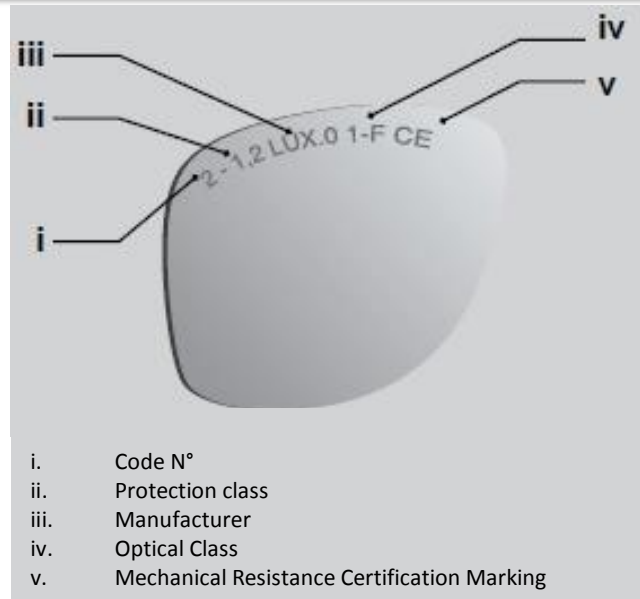 iv
iii
v
ii
2 - 1,2 LUX.0 1-F CE
i
i. Code N°
ii. Protection class
iii. Manufacturer
iv. Optical Class
v. Mechanical Resistance Certification Marking